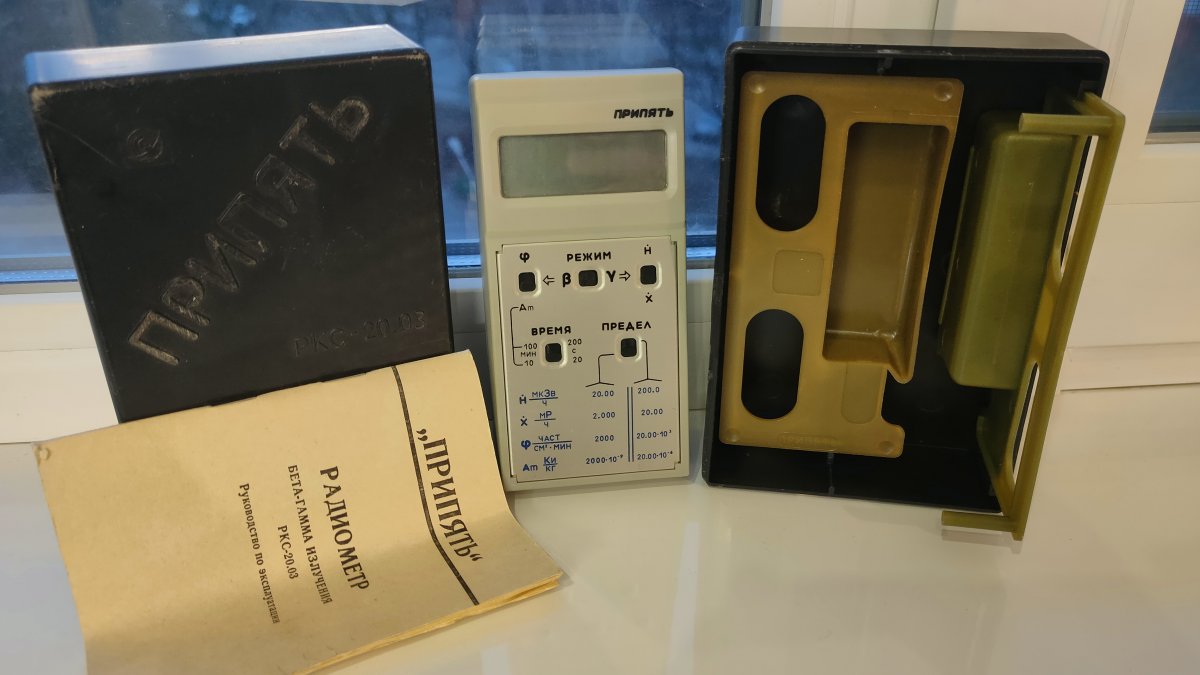 ПРИПЯТЬ
РКС-20.03
„ПРИПЯТЬ“
РАДИОМЕТР
БЕТА-ГАММА ИЗЛУЧЕНИЯ
РКС-20.03
Руководство по эксплуатации
ПРИПЯТЬ
φ РЕЖИМ Ḣ
⇐ β γ ⇒
Ẋ
Am
ВРЕМЯ ПРЕДЕЛ
100 200
МИН с
10 20
Ḣ мкЗв/ч 20.00 200.0
Ẋ мР/ч 2.000 20.00
φ ЧАСТ/СМ²·МИН 2000 20.00·10³
Am Ки/кг 2000·10⁻⁹ 20.00·10⁻⁶
ПРИПЯТЬ